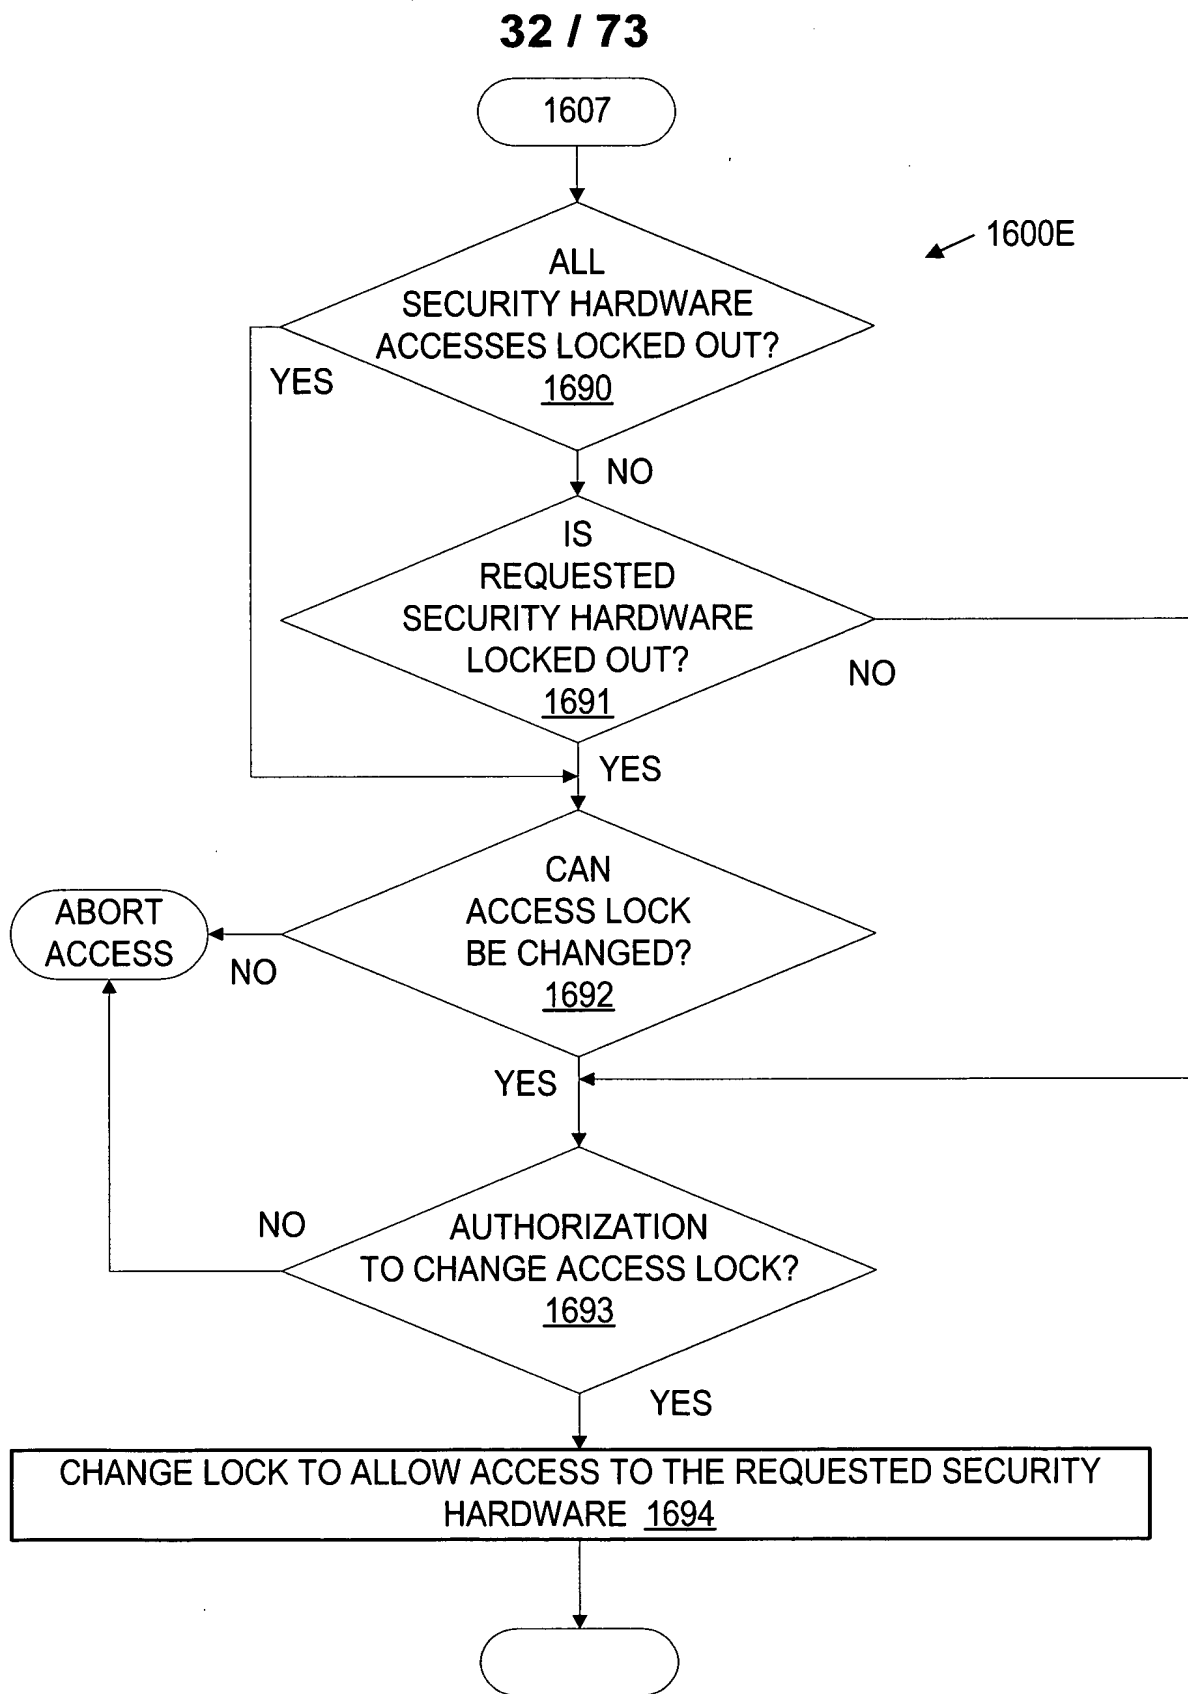 32 / 73
1607
1600E
ALL
SECURITY HARDWARE
ACCESSES LOCKED OUT?
1690
YES
NO
IS
REQUESTED
SECURITY HARDWARE
LOCKED OUT?
1691
NO
YES
CAN
ACCESS LOCK
BE CHANGED?
1692
ABORT
ACCESS
NO
YES
NO
AUTHORIZATION
TO CHANGE ACCESS LOCK?
1693
YES
CHANGE LOCK TO ALLOW ACCESS TO THE REQUESTED SECURITY
HARDWARE 1694